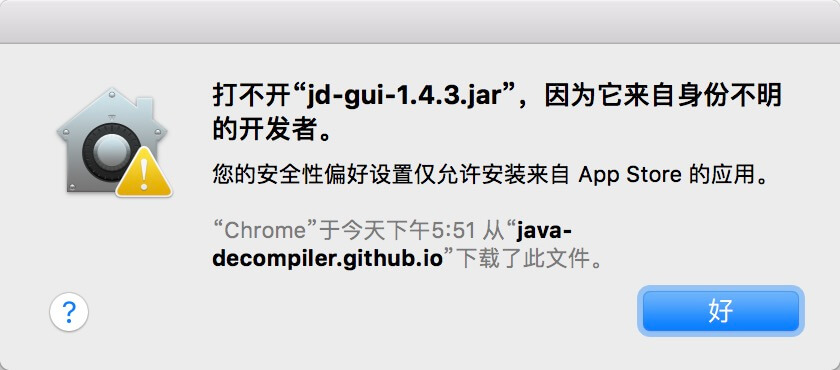 打不开“jd-gui-1.4.3.jar”，因为它来自身份不明
的开发者。
您的安全性偏好设置仅允许安装来自 App Store 的应用。
“Chrome”于今天下午5:51 从“java-
decompiler.github.io”下载了此文件。
?
好